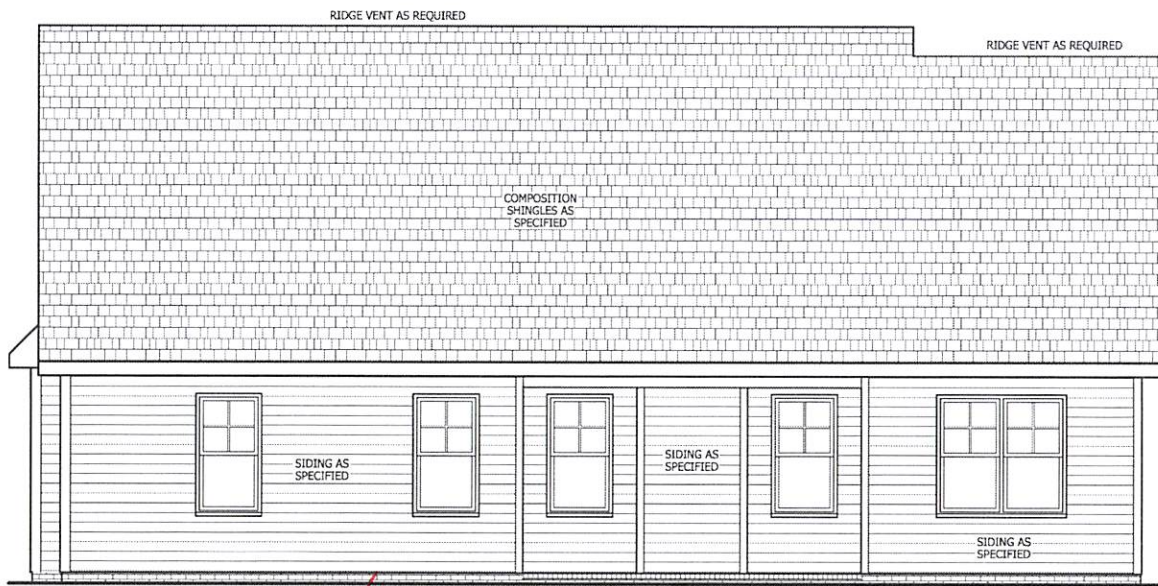 RIDGE VENT AS REQUIRED
RIDGE VENT AS REQUIRED
COMPOSITION
SHINGLES AS
SPECIFIED
SIDING AS
SPECIFIED
SIDING AS
SPECIFIED
SIDING AS
SPECIFIED